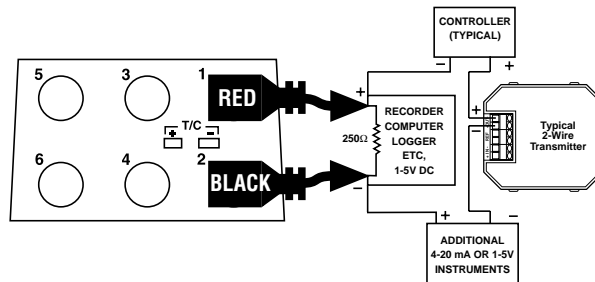 CONTROLLER
(TYPICAL)
− +
5 3 1
RED
T/C
+ −
6 4 2
BLACK
+
250Ω
RECORDER
COMPUTER
LOGGER
ETC,
1-5V DC
−
+
−
Typical
2-Wire
Transmitter
+ −
ADDITIONAL
4-20 mA OR 1-5V
INSTRUMENTS